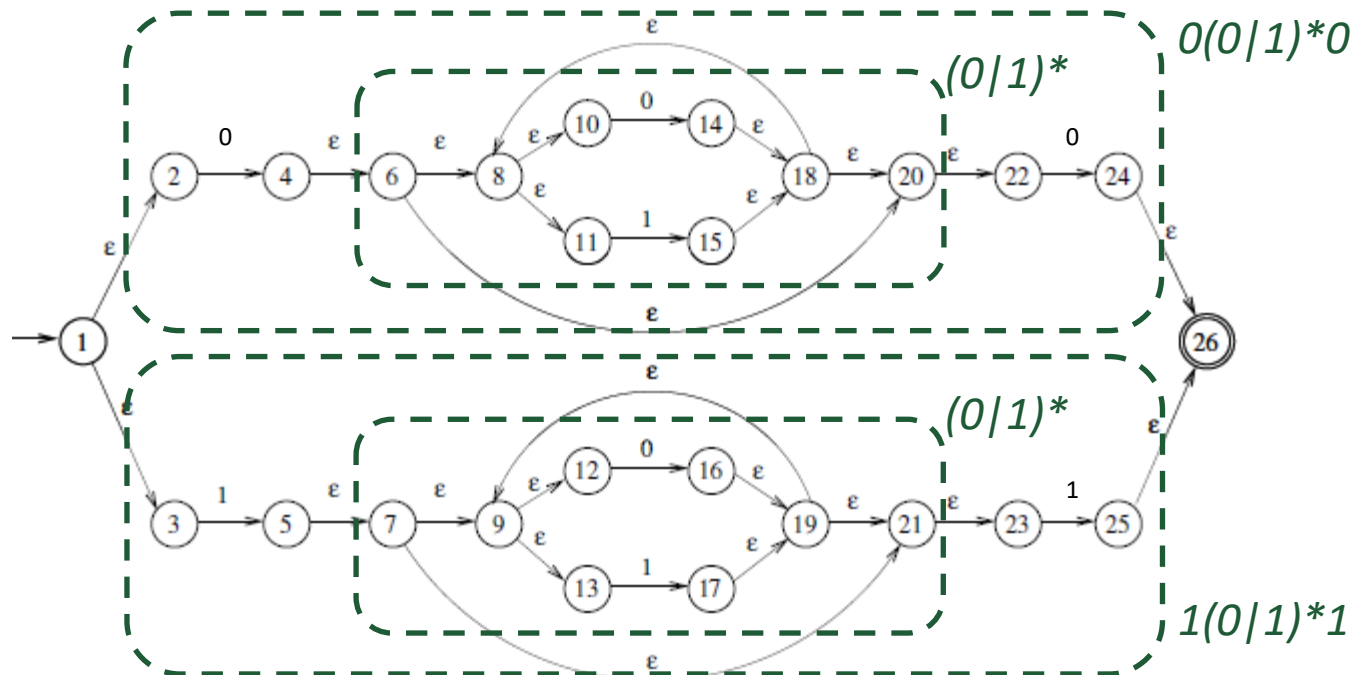 ε
0(0|1)*0
(0|1)*
10 0 14
0 ε ε ε ε ε ε 0
2 4 6 8 18 20 22 24
ε ε
11 1 15
ε ε
ε
1 26
ε
ε
(0|1)*
12 0 16
1 ε ε ε ε ε ε 1 ε
3 5 7 9 19 21 23 25
ε ε
13 1 17
1(0|1)*1
ε